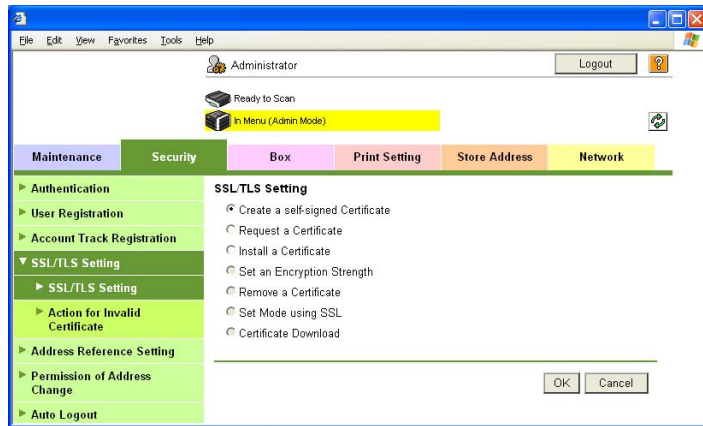 File Edit View Favorites Tools Help
Administrator Logout ?
Ready to Scan
In Menu (Admin Mode)
Maintenance Security Box Print Setting Store Address Network
Authentication
User Registration
Account Track Registration
SSL/TLS Setting
SSL/TLS Setting
Action for Invalid
Certificate
Address Reference Setting
Permission of Address
Change
Auto Logout
SSL/TLS Setting
Create a self-signed Certificate
Request a Certificate
Install a Certificate
Set an Encryption Strength
Remove a Certificate
Set Mode using SSL
Certificate Download
OK Cancel